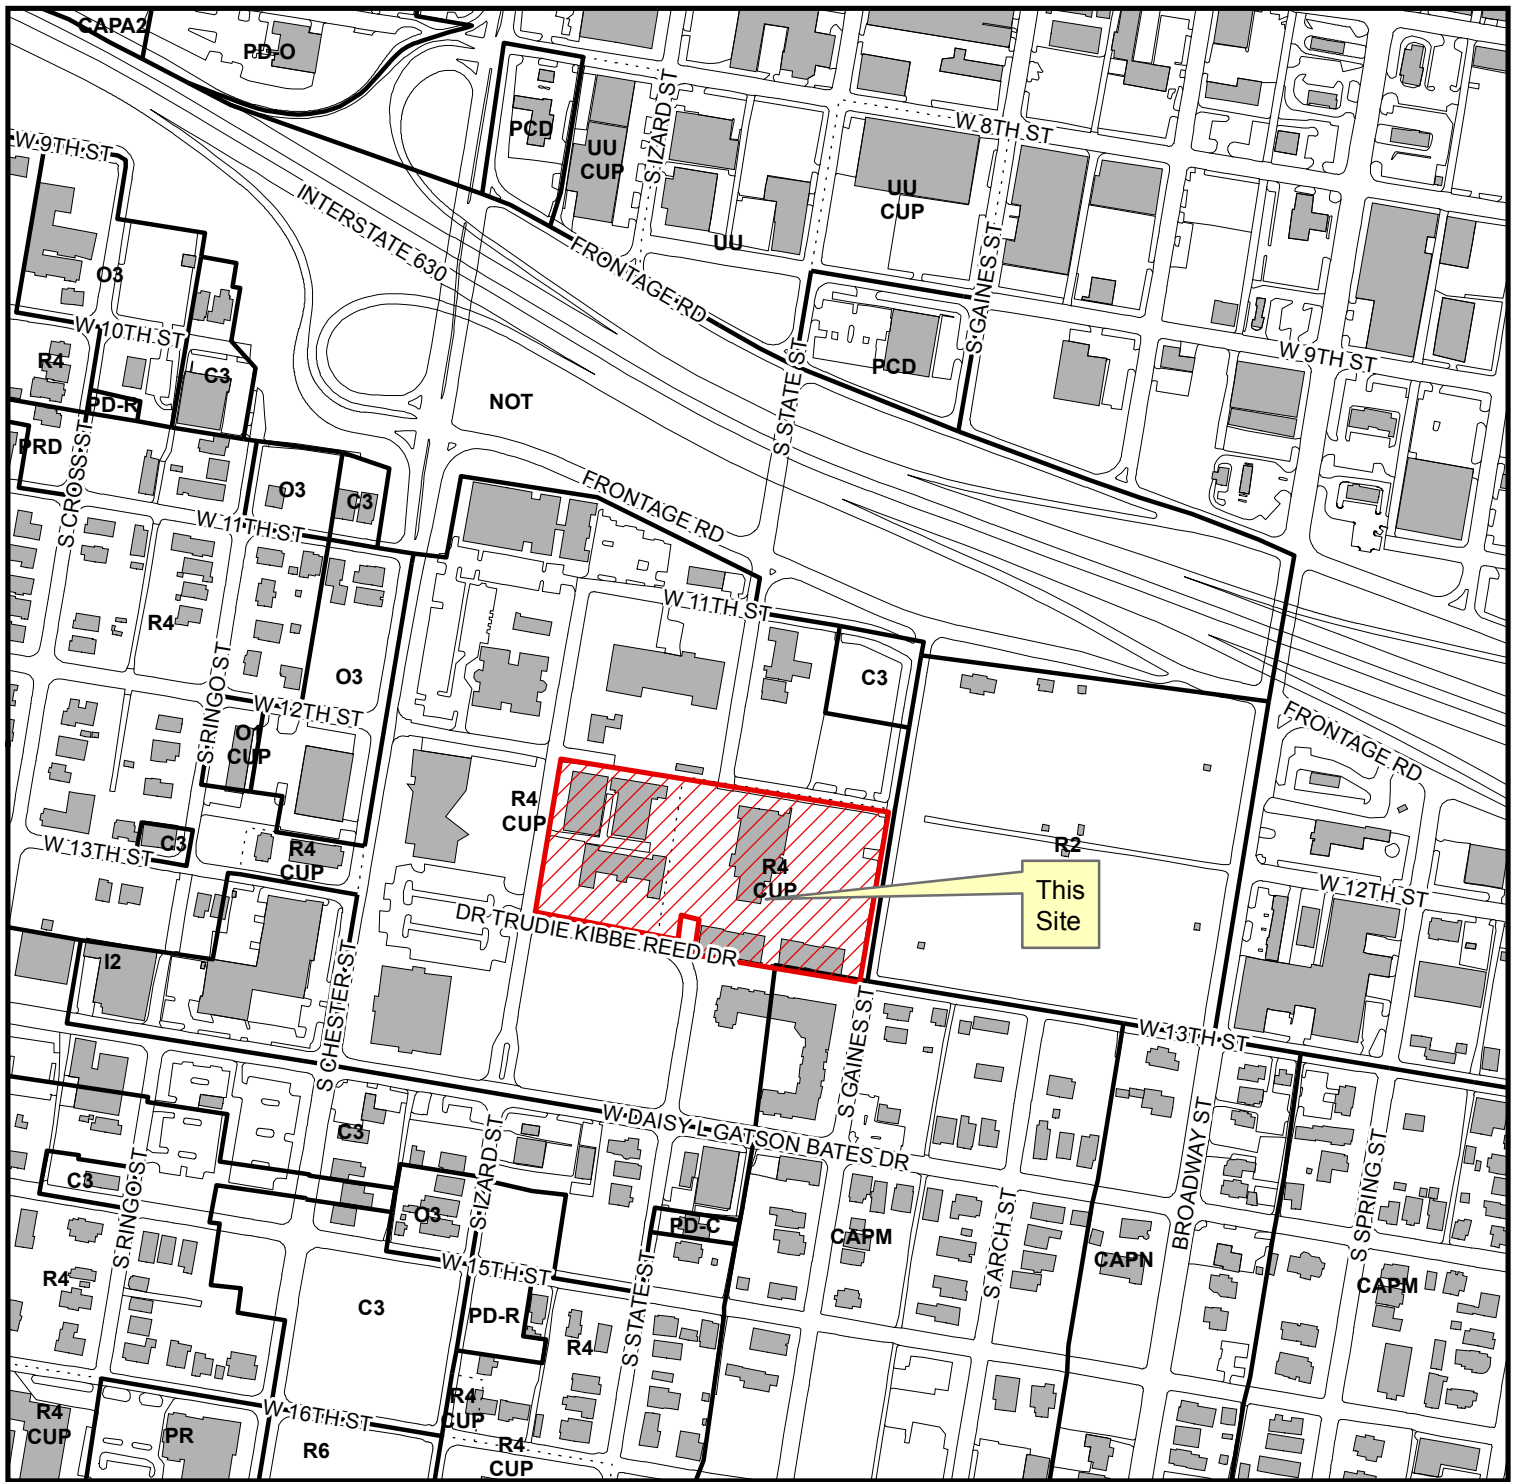 CAPA2
PD-O
PCD
UU
CUP
S IZARD ST
W 8TH ST
W 9TH ST
INTERSTATE 630
UU
CUP
UU
FRONTAGE RD
S GAINES ST
O3
W 10TH ST
R4
C3
PD-R
PRD
S CROSS ST
NOT
S STATE ST
PCD
W 9TH ST
O3
C3
W 11TH ST
FRONTAGE RD
W 11TH ST
R4
S RINGO ST
O3
W 12TH ST
O1
CUP
C3
FRONTAGE RD
R4
CUP
C3
W 13TH ST
R4
CUP
R4
CUP
R2
This
Site
W 12TH ST
DR TRUDIE KIBBE REED DR
I2
S CHESTER ST
S GAINES ST
W 13TH ST
W DAISY L GATSON BATES DR
C3
C3
S RINGO ST
S IZARD ST
O3
PD-C
CAPM
S ARCH ST
BROADWAY ST
CAPN
S SPRING ST
CAPM
R4
W 15TH ST
C3
PD-R
R4
S STATE ST
R4
CUP
PR
W 16TH ST
R6
R4
CUP
R4
CUP